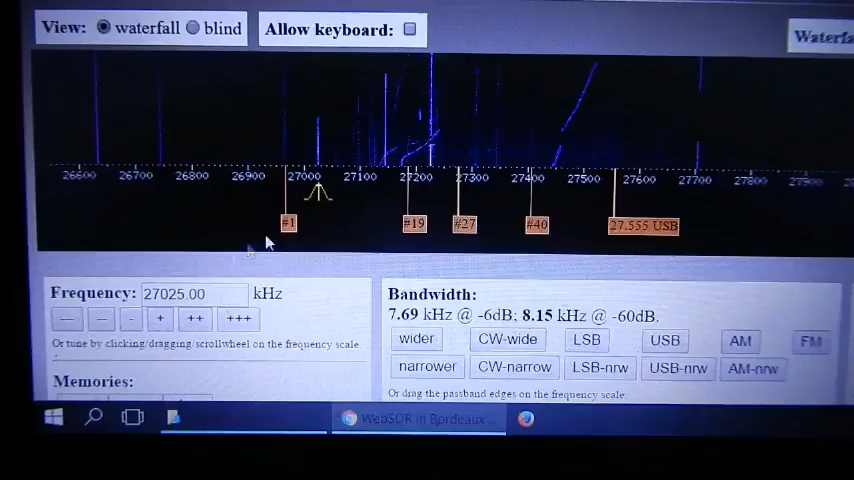 View: waterfall blind Allow keyboard:
Waterfa
26600 26700 26800 26900 27000 27100 27200 27300 27400 27500 27600 27700 27800 27900
#1 #19 #27 #40 27.555 USB
Frequency: 27025.00 kHz
--- -- - + ++ +++
Or tune by clicking/dragging/scrollwheel on the frequency scale.
Memories:
Bandwidth:
7.69 kHz @ -6dB; 8.15 kHz @ -60dB.
wider CW-wide LSB USB AM FM
narrower CW-narrow LSB-nrw USB-nrw AM-nrw
Or drag the passband edges on the frequency scale.
WebSDR in Bordeaux ...